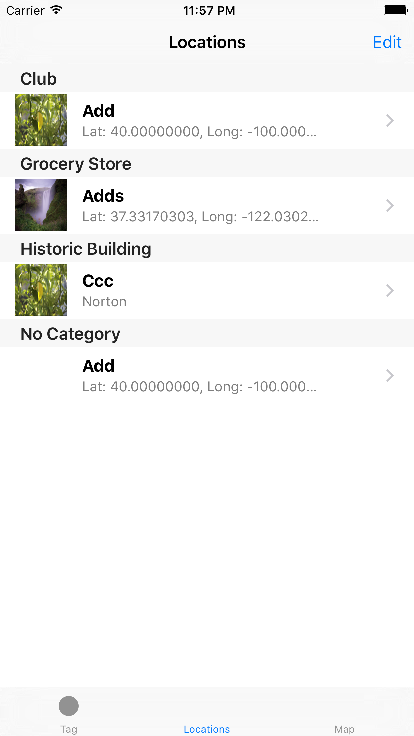 Carrier 11:57 PM
Locations Edit
Club
Add
Lat: 40.00000000, Long: -100.000...
Grocery Store
Adds
Lat: 37.33170303, Long: -122.0302...
Historic Building
Ccc
Norton
No Category
Add
Lat: 40.00000000, Long: -100.000...
Tag Locations Map